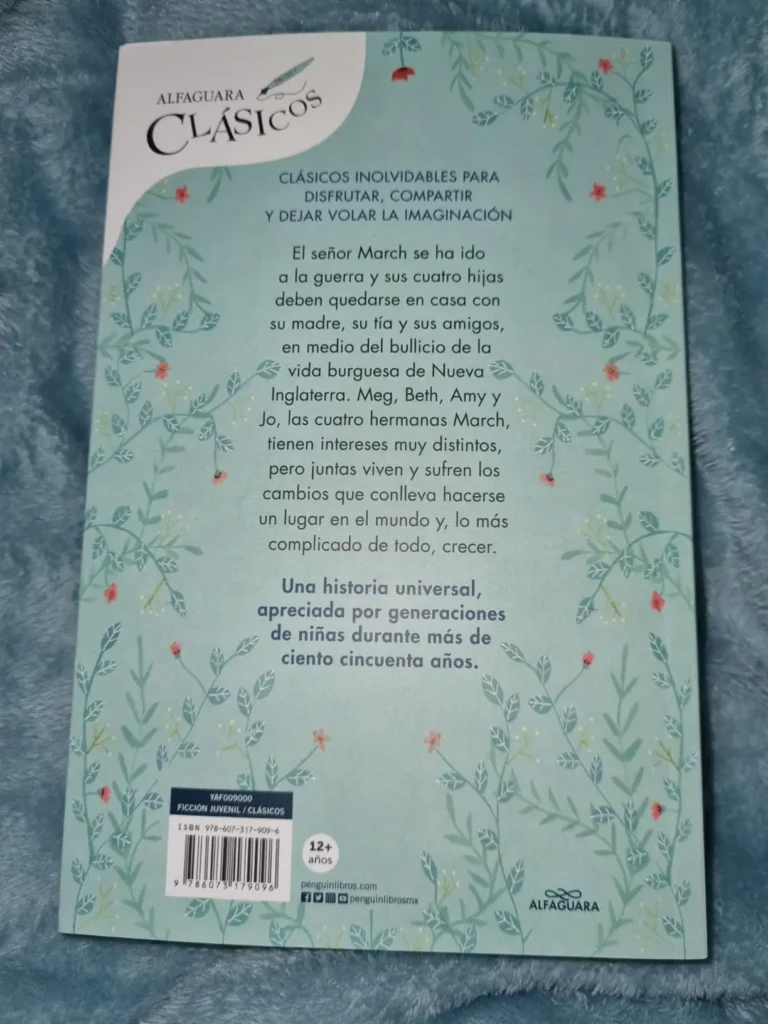 ALFAGUARA
CLÁSICOS
CLÁSICOS INOLVIDABLES PARA
DISFRUTAR, COMPARTIR
Y DEJAR VOLAR LA IMAGINACIÓN
El señor March se ha ido
a la guerra y sus cuatro hijas
deben quedarse en casa con
su madre, su tía y sus amigos,
en medio del bullicio de la
vida burguesa de Nueva
Inglaterra. Meg, Beth, Amy y
Jo, las cuatro hermanas March,
tienen intereses muy distintos,
pero juntas viven y sufren los
cambios que conlleva hacerse
un lugar en el mundo y, lo más
complicado de todo, crecer.
Una historia universal,
apreciada por generaciones
de niñas durante más de
ciento cincuenta años.
YAF009000
FICCIÓN JUVENIL / CLÁSICOS
ISBN 978-607-317-909-6
9 786073 179096
12+
años
penguinlibros.com
penguinlibrosmx
ALFAGUARA